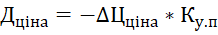 Дціна = −ΔЦціна * Ку.п